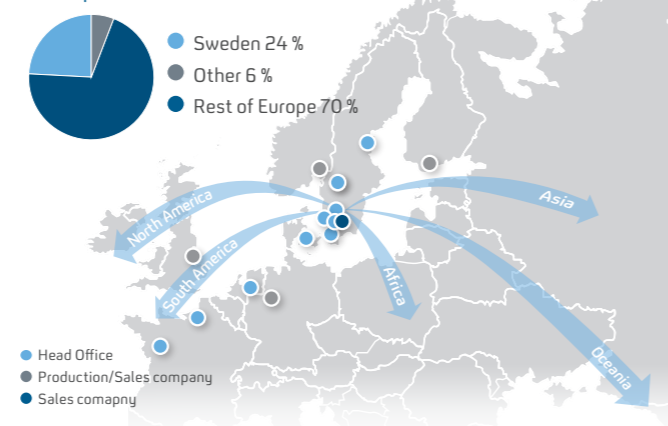 Sweden 24 %
Other 6 %
Rest of Europe 70 %
North America
South America
Africa
Asia
Oceania
Head Office
Production/Sales company
Sales comapny